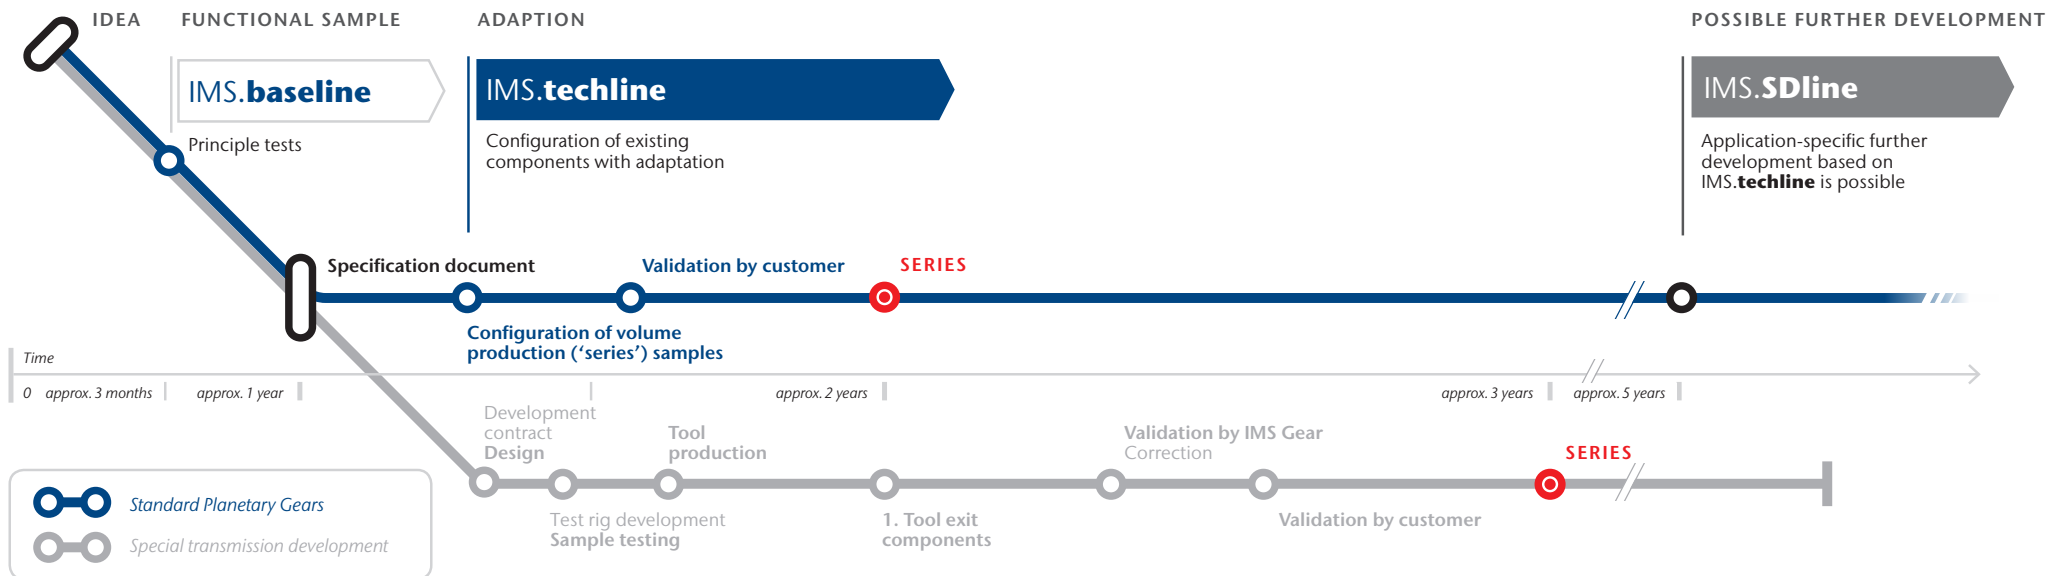 IDEA
FUNCTIONAL SAMPLE
ADAPTION
POSSIBLE FURTHER DEVELOPMENT
IMS.baseline
Principle tests
IMS.techline
Configuration of existing
components with adaptation
IMS.SDline
Application-specific further
development based on
IMS.techline is possible
Specification document
Validation by customer
SERIES
Configuration of volume
production (‘series’) samples
Time
0
approx. 3 months
approx. 1 year
approx. 2 years
approx. 3 years
approx. 5 years
Development
contract
Design
Tool
production
Validation by IMS Gear
Correction
SERIES
Test rig development
Sample testing
1. Tool exit
components
Validation by customer
Standard Planetary Gears
Special transmission development